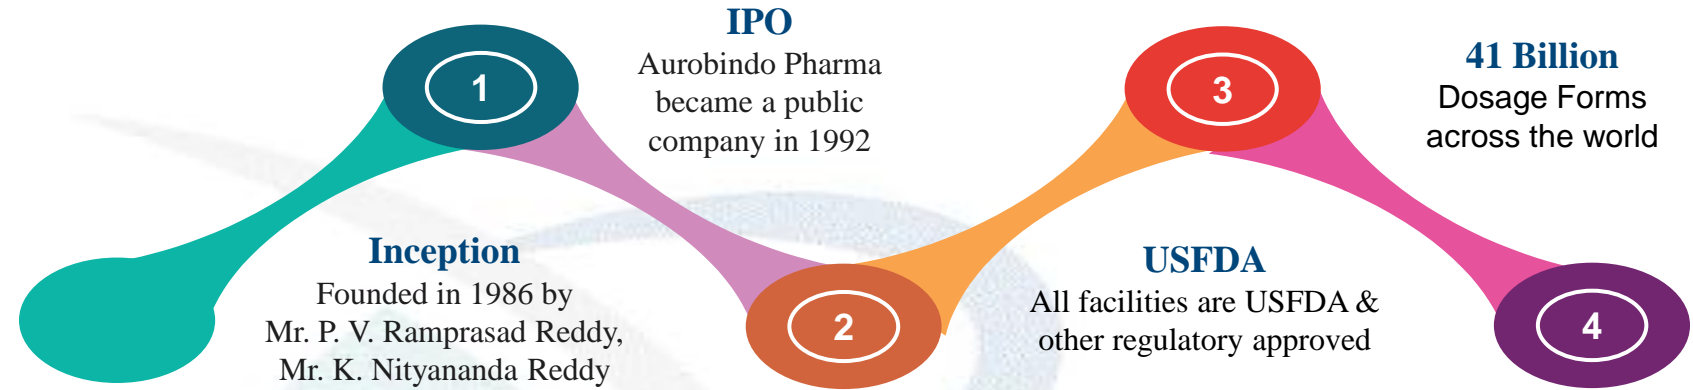 1
Inception
Founded in 1986 by
Mr. P. V. Ramprasad Reddy,
Mr. K. Nityananda Reddy
IPO
Aurobindo Pharma
became a public
company in 1992
2
3
USFDA
All facilities are USFDA &
other regulatory approved
41 Billion
Dosage Forms
across the world
4